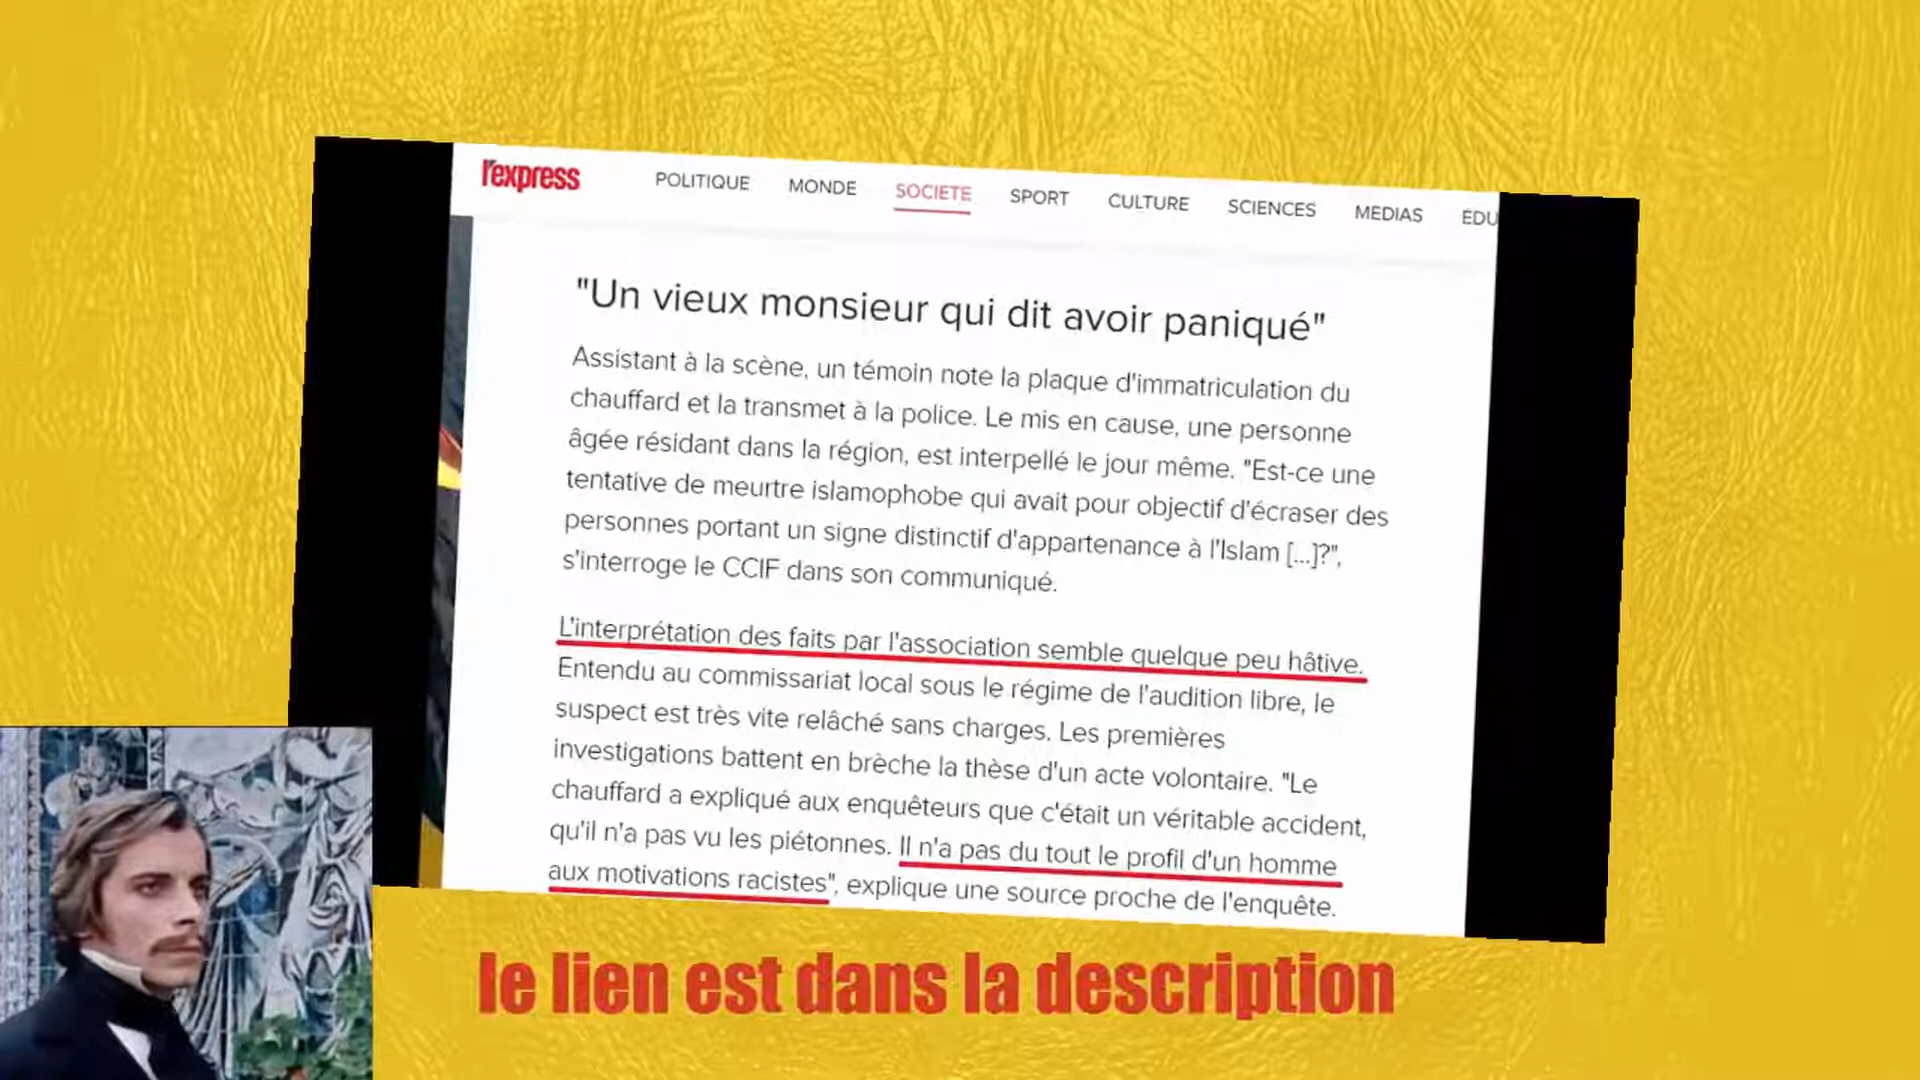 l'express
POLITIQUE MONDE SOCIETE SPORT CULTURE SCIENCES MEDIAS EDU
"Un vieux monsieur qui dit avoir paniqué"
Assistant à la scène, un témoin note la plaque d'immatriculation du
chauffard et la transmet à la police. Le mis en cause, une personne
âgée résidant dans la région, est interpellé le jour même. "Est-ce une
tentative de meurtre islamophobe qui avait pour objectif d'écraser des
personnes portant un signe distinctif d'appartenance à l'Islam [...]?",
s'interroge le CCIF dans son communiqué.
L'interprétation des faits par l'association semble quelque peu hâtive.
Entendu au commissariat local sous le régime de l'audition libre, le
suspect est très vite relâché sans charges. Les premières
investigations battent en brèche la thèse d'un acte volontaire. "Le
chauffard a expliqué aux enquêteurs que c'était un véritable accident,
qu'il n'a pas vu les piétonnes. Il n'a pas du tout le profil d'un homme
aux motivations racistes", explique une source proche de l'enquête.
le lien est dans la description